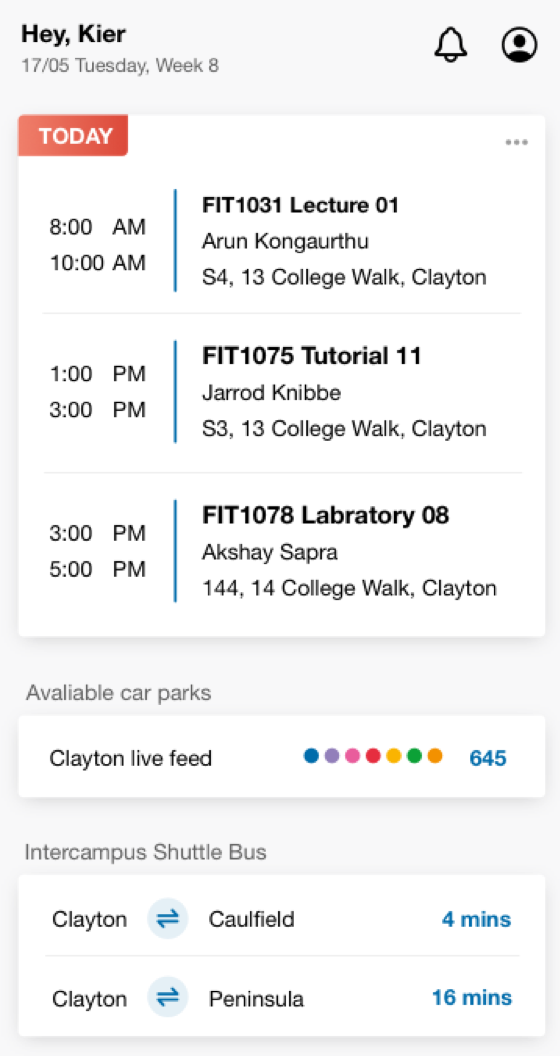 Hey, Kier
17/05 Tuesday, Week 8
TODAY
8:00 AM
10:00 AM
FIT1031 Lecture 01
Arun Kongaurthu
S4, 13 College Walk, Clayton
1:00 PM
3:00 PM
FIT1075 Tutorial 11
Jarrod Knibbe
S3, 13 College Walk, Clayton
3:00 PM
5:00 PM
FIT1078 Labratory 08
Akshay Sapra
144, 14 College Walk, Clayton
Avaliable car parks
Clayton live feed 645
Intercampus Shuttle Bus
Clayton Caulfield 4 mins
Clayton Peninsula 16 mins